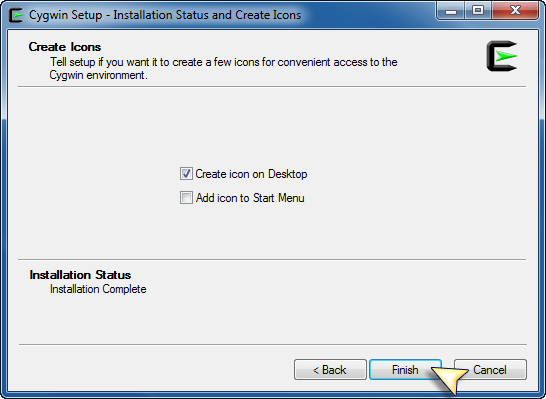 Cygwin Setup - Installation Status and Create Icons
Create Icons
Tell setup if you want it to create a few icons for convenient access to the
Cygwin environment.
Create icon on Desktop
Add icon to Start Menu
Installation Status
Installation Complete
< Back Finish Cancel